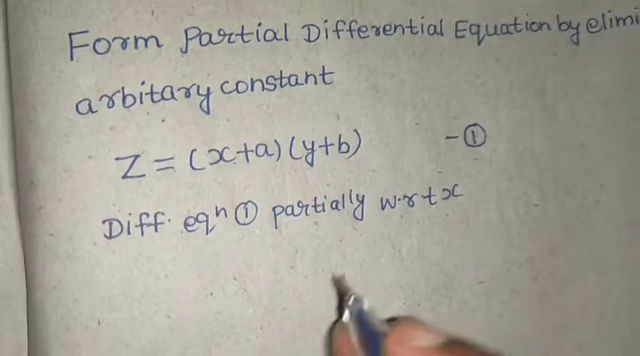 Form Partial Differential Equation by elimi
arbitary constant
Z = (x+a) (y+b) - ①
Diff. eqⁿ ① partially w.r.t x